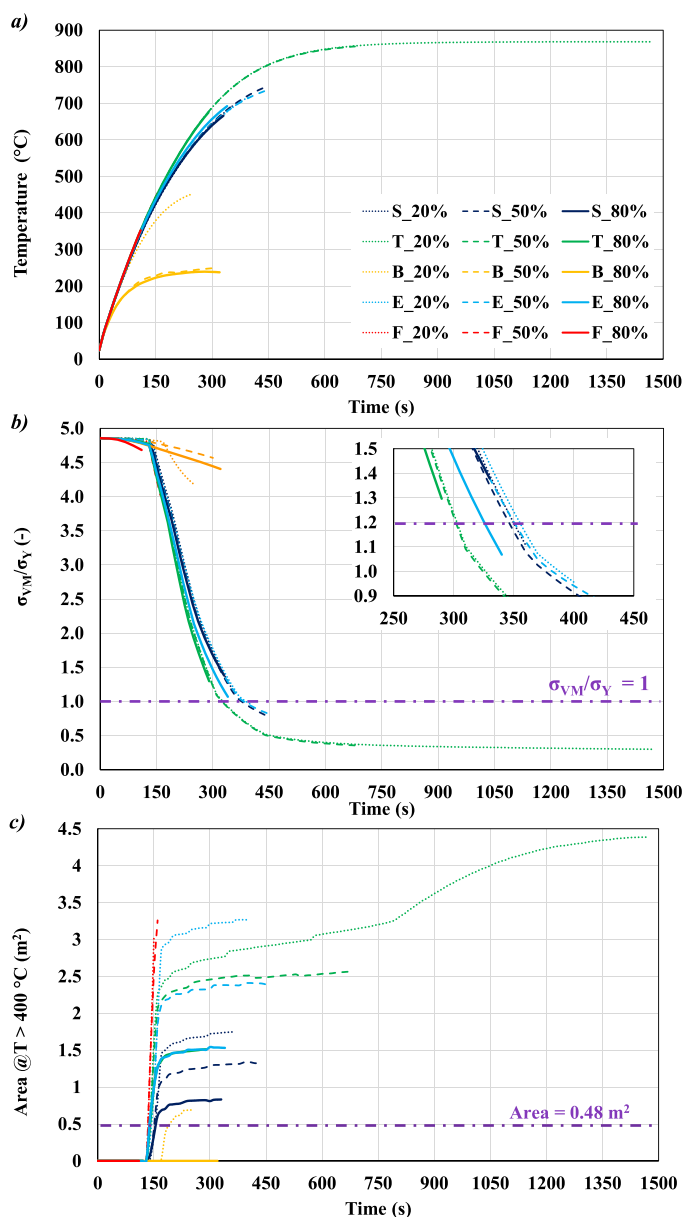 a)
900
800
700
600
500
400
300
200
100
0
Temperature (°C)
S_20% S_50% S_80%
T_20% T_50% T_80%
B_20% B_50% B_80%
E_20% E_50% E_80%
F_20% F_50% F_80%
0 150 300 450 600 750 900 1050 1200 1350 1500
Time (s)
b)
5.0
4.5
4.0
3.5
3.0
2.5
2.0
1.5
1.0
0.5
0.0
σVM/σY (-)
1.5
1.4
1.3
1.2
1.1
1.0
0.9
250 300 350 400 450
σVM/σY = 1
0 150 300 450 600 750 900 1050 1200 1350 1500
Time (s)
c)
4.5
4
3.5
3
2.5
2
1.5
1
0.5
0
Area @T > 400 °C (m²)
Area = 0.48 m²
0 150 300 450 600 750 900 1050 1200 1350 1500
Time (s)